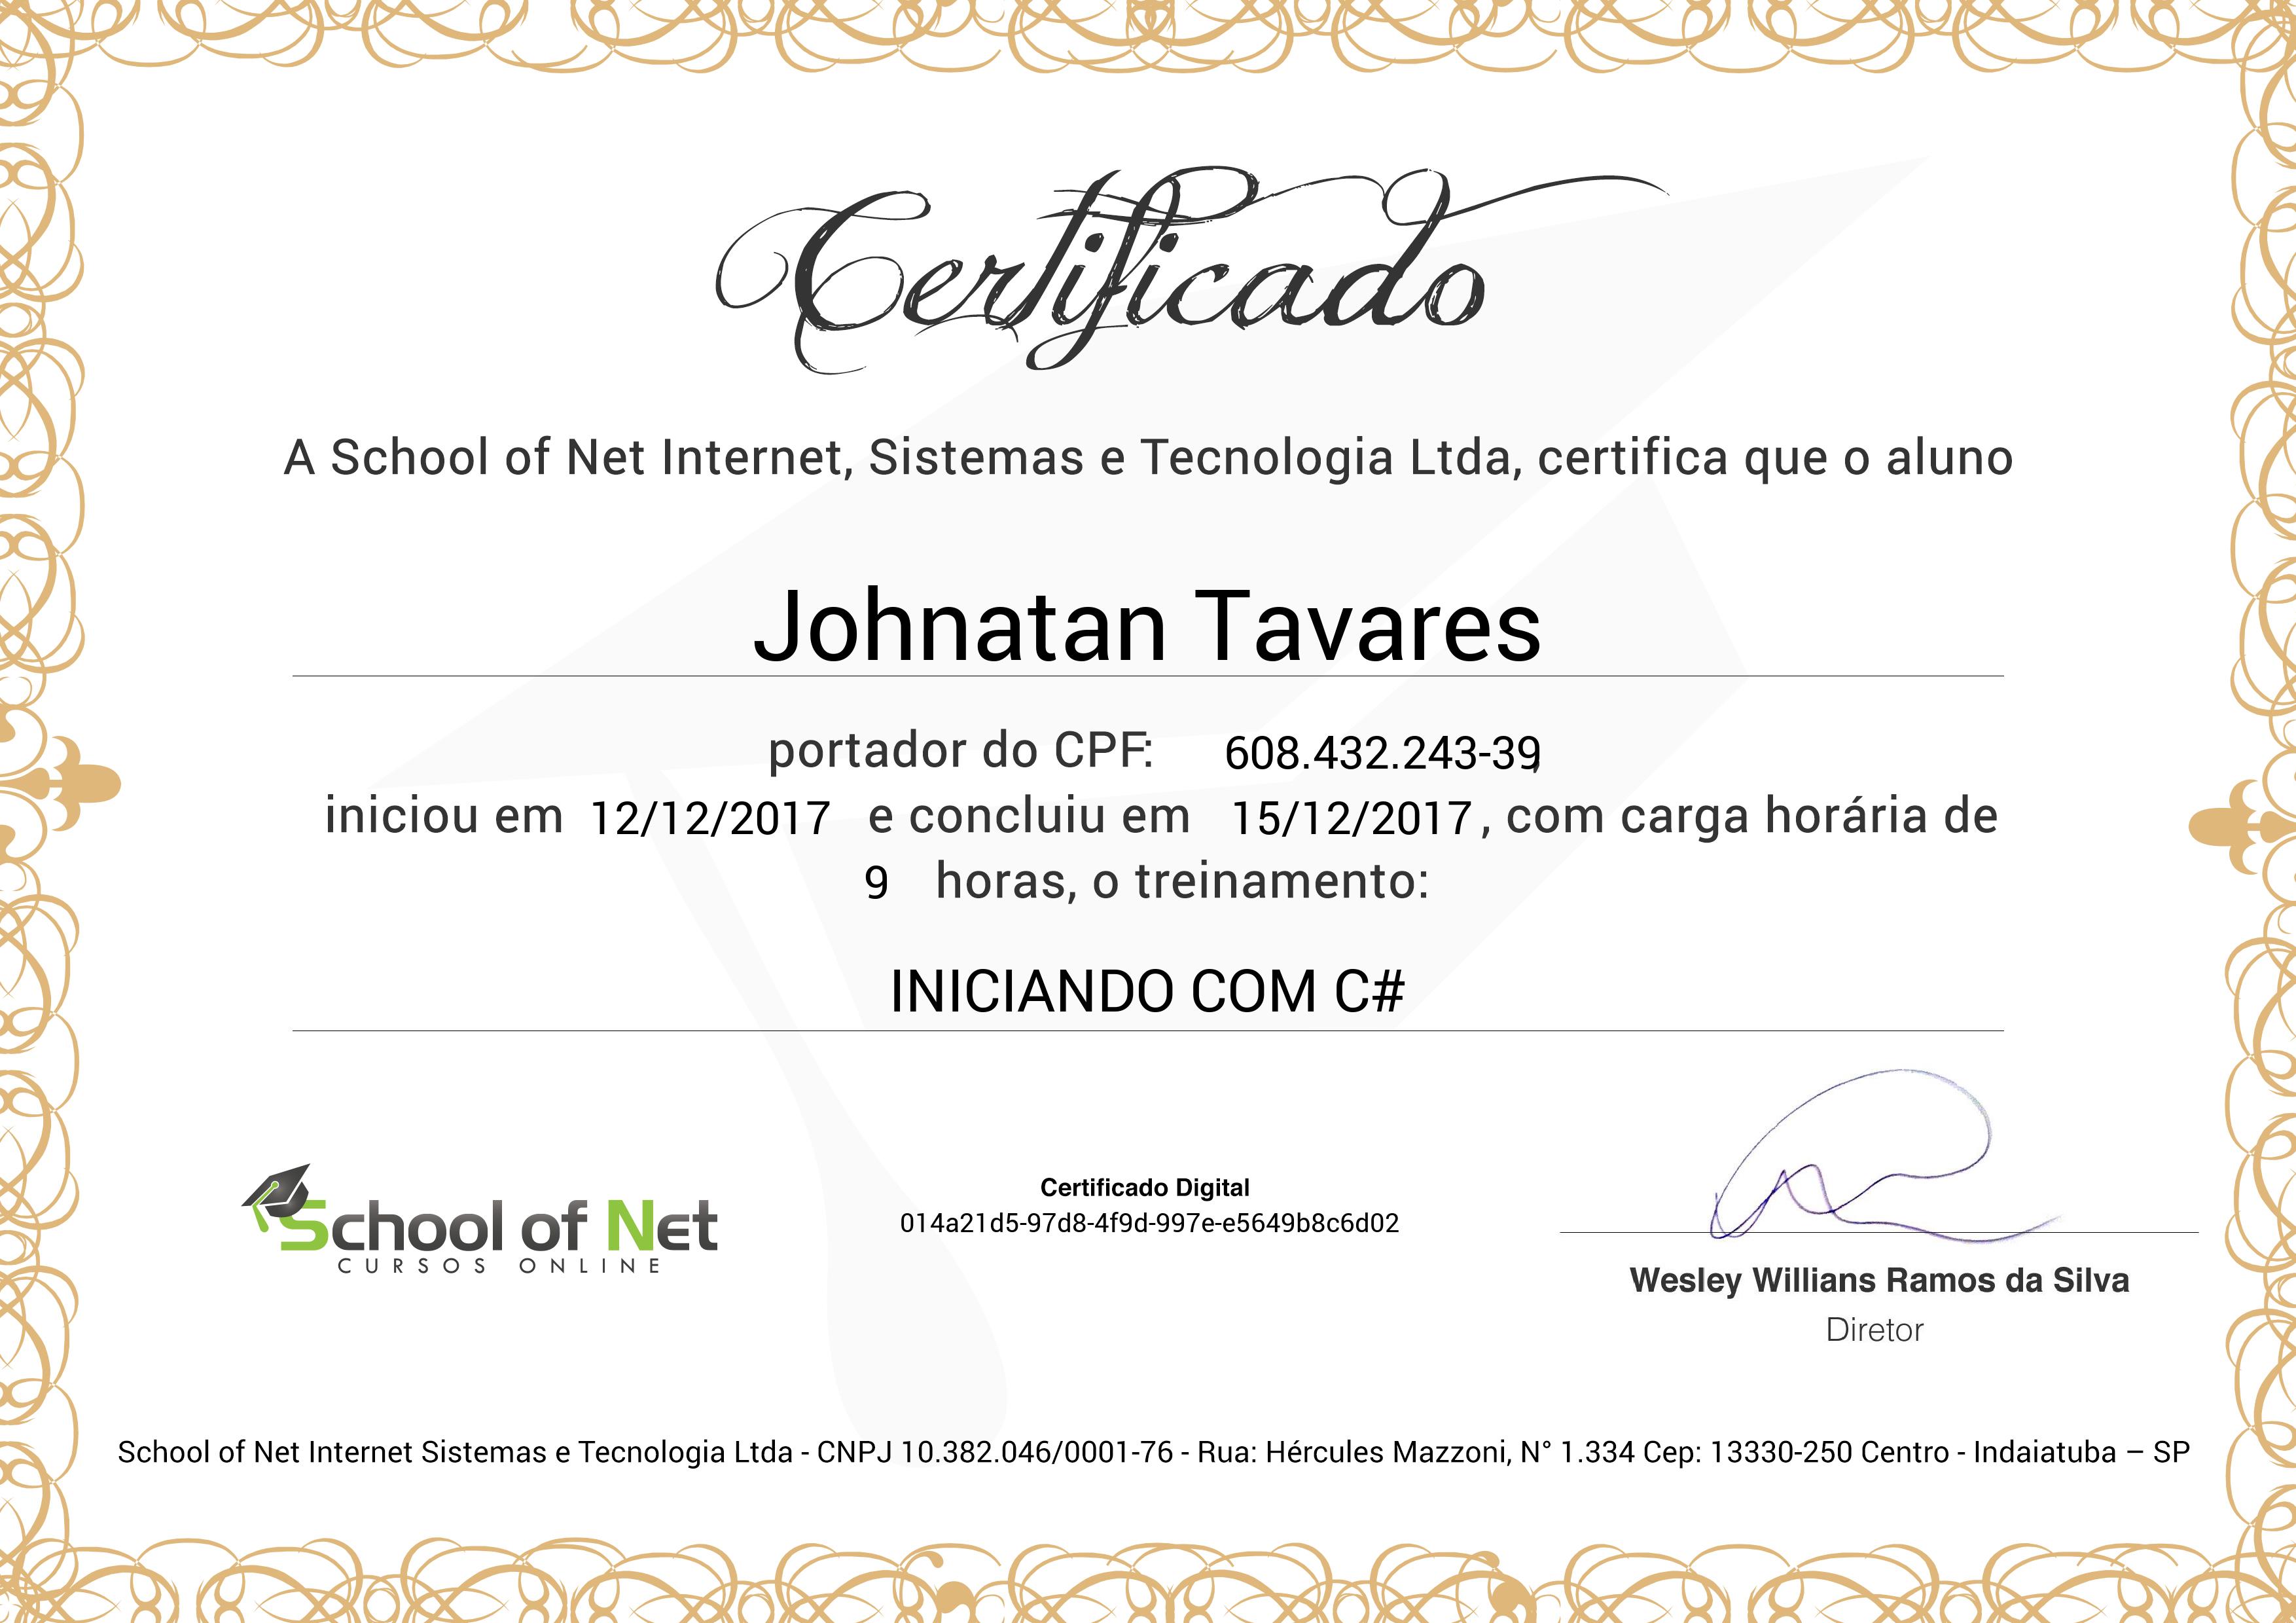 Certificado
A School of Net Internet, Sistemas e Tecnologia Ltda, certifica que o aluno
Johnatan Tavares
portador do CPF: 608.432.243-39,
iniciou em 12/12/2017 e concluiu em 15/12/2017, com carga horária de
9 horas, o treinamento:
INICIANDO COM C#
School of Net
CURSOS ONLINE
Certificado Digital
014a21d5-97d8-4f9d-997e-e5649b8c6d02
Wesley Willians Ramos da Silva
Diretor
School of Net Internet Sistemas e Tecnologia Ltda - CNPJ 10.382.046/0001-76 - Rua: Hércules Mazzoni, N° 1.334 Cep: 13330-250 Centro - Indaiatuba – SP